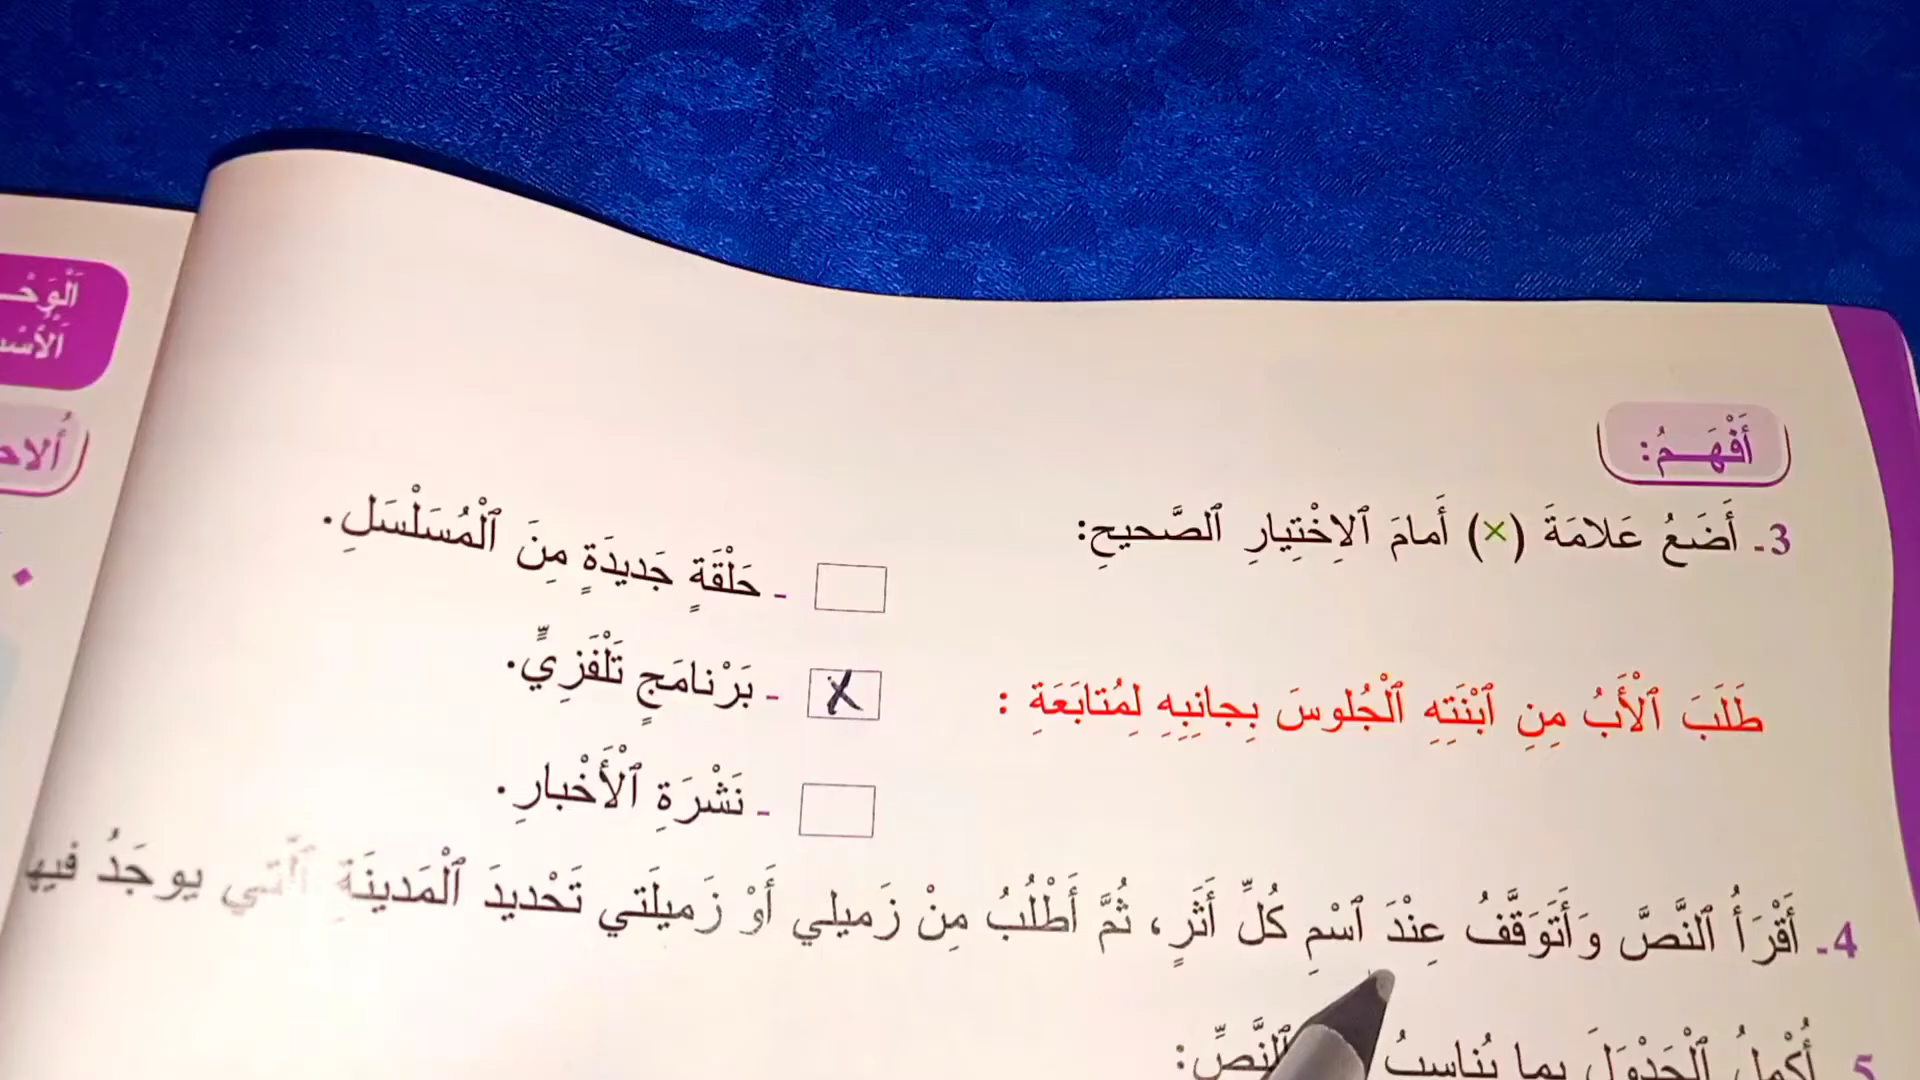 أَفْهَمُ:
3- أَضَعُ عَلامَةَ (×) أَمامَ ٱلِاخْتِيارِ ٱلصَّحيحِ:
- حَلْقَةٍ جَديدَةٍ مِنَ ٱلْمُسَلْسَلِ.
طَلَبَ ٱلْأَبُ مِنِ ٱبْنَتِهِ ٱلْجُلوسَ بِجانِبِهِ لِمُتابَعَةِ :
X - بَرْنامَجٍ تَلْفَزِيٍّ.
- نَشْرَةِ ٱلْأَخْبارِ.
4- أَقْرَأُ ٱلنَّصَّ وَأَتَوَقَّفُ عِنْدَ ٱسْمِ كُلِّ أَثَرٍ، ثُمَّ أَطْلُبُ مِنْ زَميلي أَوْ زَميلَتي تَحْديدَ ٱلْمَدينَةِ ٱلَّتي يوجَدُ فيها
5 أُكْمِلُ ٱلْجَدْوَلَ بِما يُناسِبُ ٱلنَّصِّ: